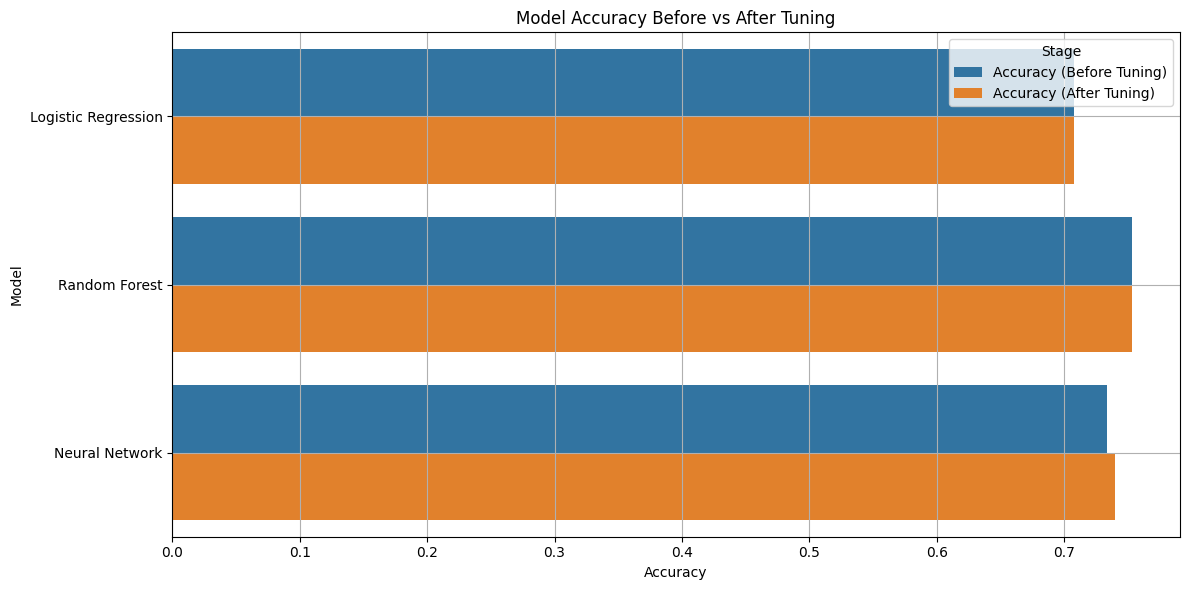 Model Accuracy Before vs After Tuning
Stage
Accuracy (Before Tuning)
Accuracy (After Tuning)
Model
Logistic Regression
Random Forest
Neural Network
0.0 0.1 0.2 0.3 0.4 0.5 0.6 0.7
Accuracy